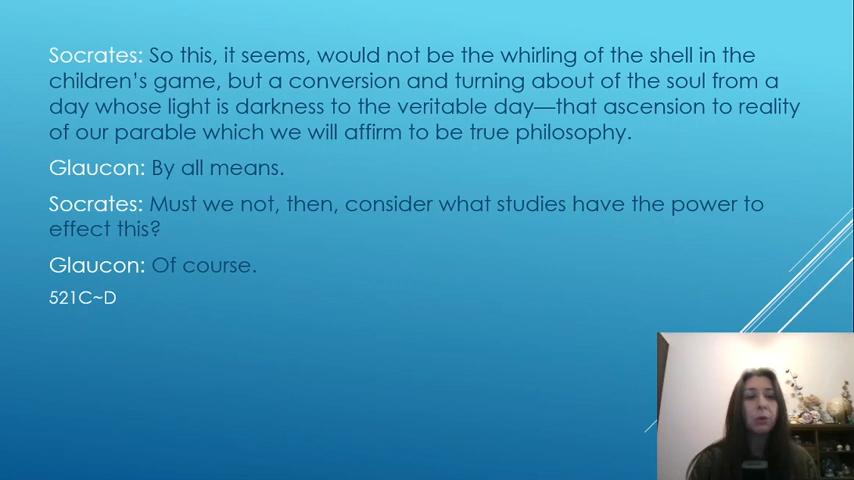 Socrates: So this, it seems, would not be the whirling of the shell in the
children’s game, but a conversion and turning about of the soul from a
day whose light is darkness to the veritable day—that ascension to reality
of our parable which we will affirm to be true philosophy.
Glaucon: By all means.
Socrates: Must we not, then, consider what studies have the power to
effect this?
Glaucon: Of course.
521C~D